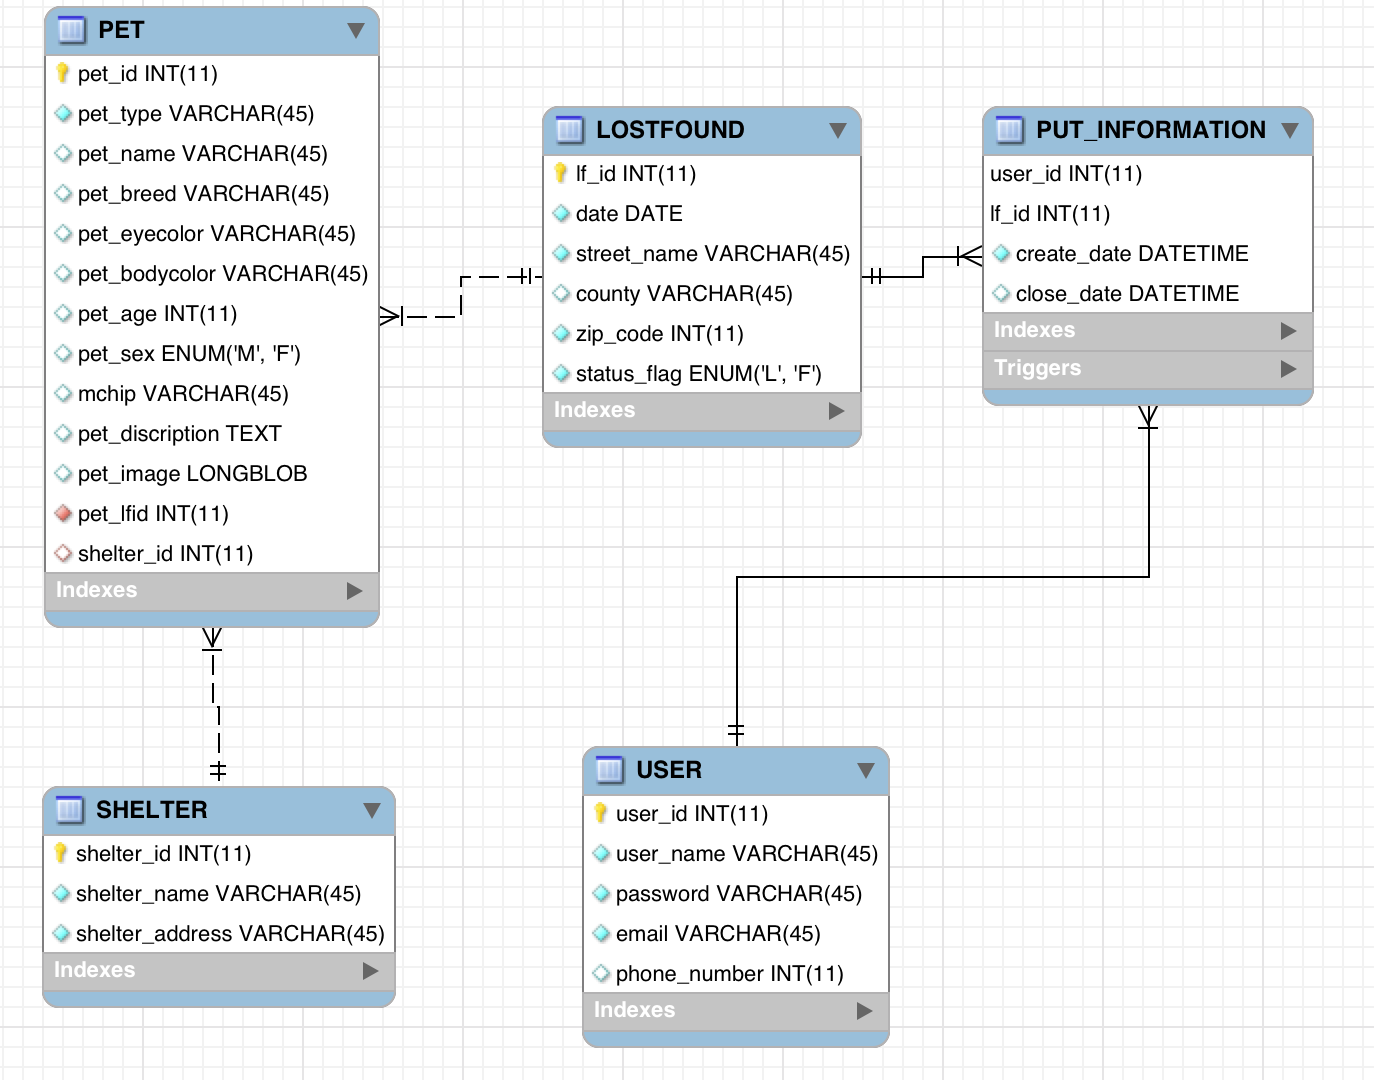 PET
pet_id INT(11)
pet_type VARCHAR(45)
pet_name VARCHAR(45)
pet_breed VARCHAR(45)
pet_eyecolor VARCHAR(45)
pet_bodycolor VARCHAR(45)
pet_age INT(11)
pet_sex ENUM('M', 'F')
mchip VARCHAR(45)
pet_discription TEXT
pet_image LONGBLOB
pet_lfid INT(11)
shelter_id INT(11)
Indexes
LOSTFOUND
lf_id INT(11)
date DATE
street_name VARCHAR(45)
county VARCHAR(45)
zip_code INT(11)
status_flag ENUM('L', 'F')
Indexes
PUT_INFORMATION
user_id INT(11)
lf_id INT(11)
create_date DATETIME
close_date DATETIME
Indexes
Triggers
SHELTER
shelter_id INT(11)
shelter_name VARCHAR(45)
shelter_address VARCHAR(45)
Indexes
USER
user_id INT(11)
user_name VARCHAR(45)
password VARCHAR(45)
email VARCHAR(45)
phone_number INT(11)
Indexes